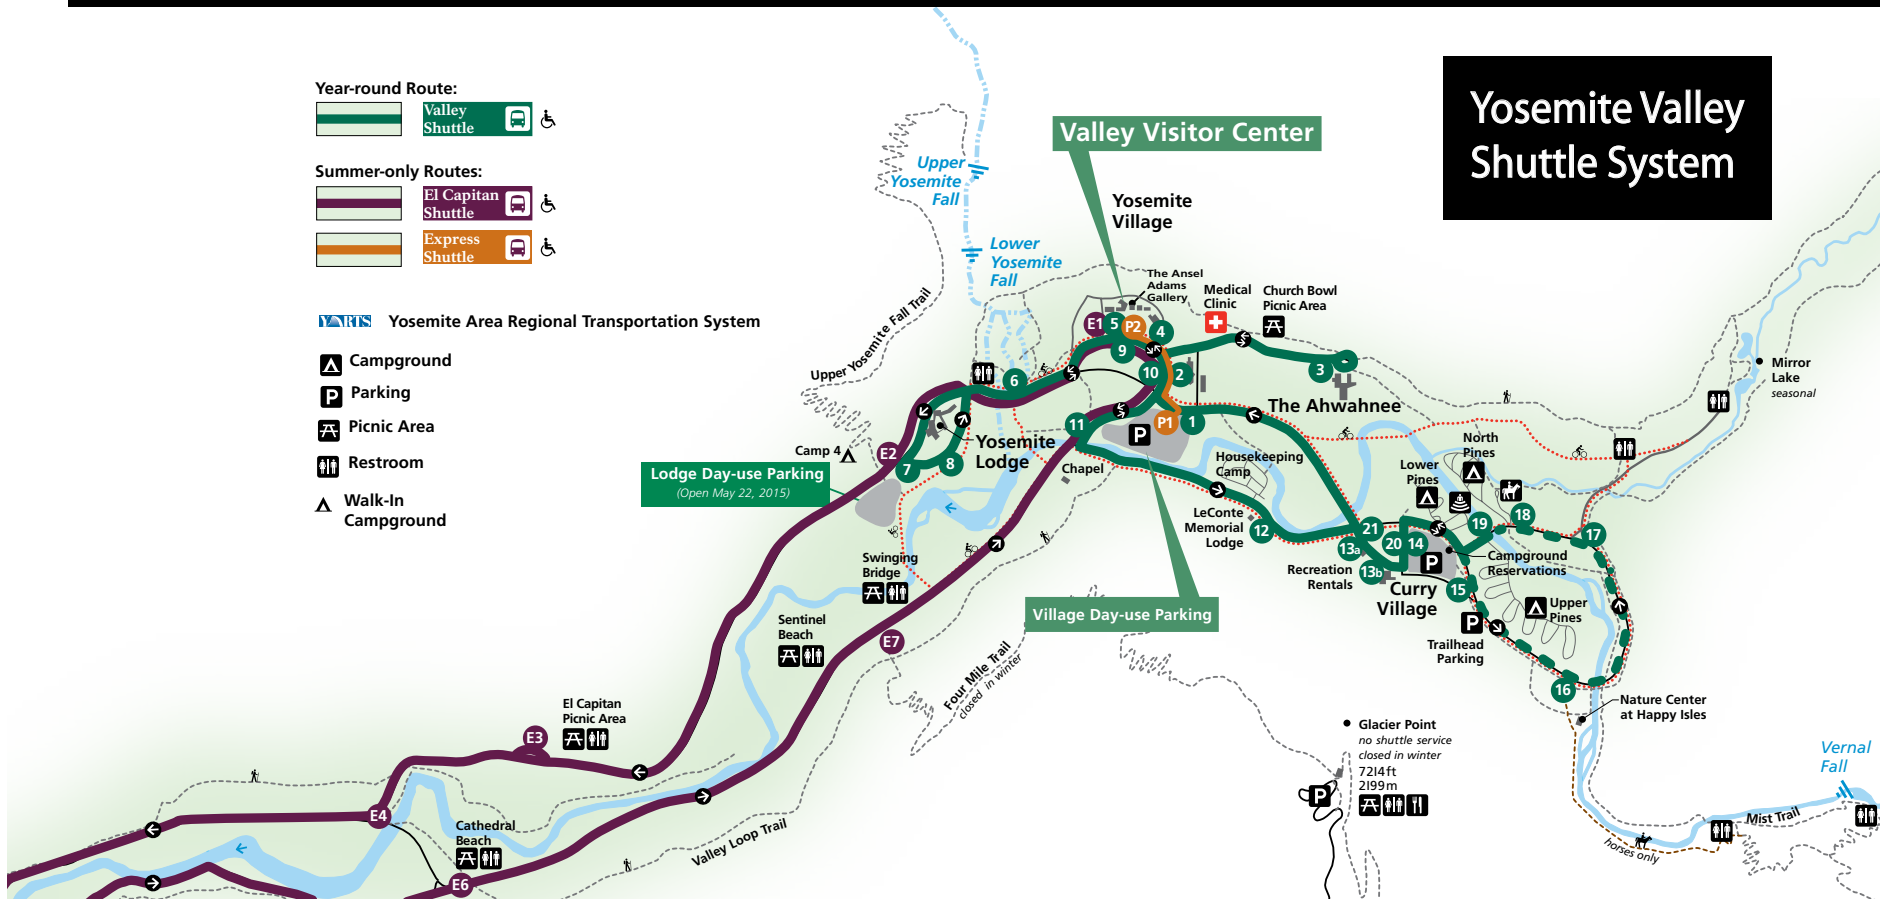 Yosemite Valley
Shuttle System
Year-round Route:
Valley
Shuttle
Summer-only Routes:
El Capitan
Shuttle
Express
Shuttle
YARTS Yosemite Area Regional Transportation System
Campground
P Parking
Picnic Area
Restroom
Walk-In
Campground
Upper
Yosemite
Fall
Lower
Yosemite
Fall
Valley Visitor Center
Yosemite
Village
The Ansel
Adams
Gallery
Medical
Clinic
Church Bowl
Picnic Area
Upper Yosemite Fall Trail
E1
5
P2
4
9
10
2
3
6
The Ahwahnee
Mirror
Lake
seasonal
P
P1
1
11
Yosemite
Lodge
Camp 4
E2
7
8
Lodge Day-use Parking
(Open May 22, 2015)
Chapel
Housekeeping
Camp
LeConte
Memorial
Lodge
12
North
Pines
Lower
Pines
18
19
17
21
20
14
13a
13b
P
Recreation
Rentals
Curry
Village
Campground
Reservations
15
Upper
Pines
P
Trailhead
Parking
16
Nature Center
at Happy Isles
Swinging
Bridge
Sentinel
Beach
E7
Village Day-use Parking
Four Mile Trail
closed in winter
El Capitan
Picnic Area
E3
E4
Cathedral
Beach
E6
Valley Loop Trail
Glacier Point
no shuttle service
closed in winter
7214 ft
2199 m
P
Vernal
Fall
Mist Trail
horses only